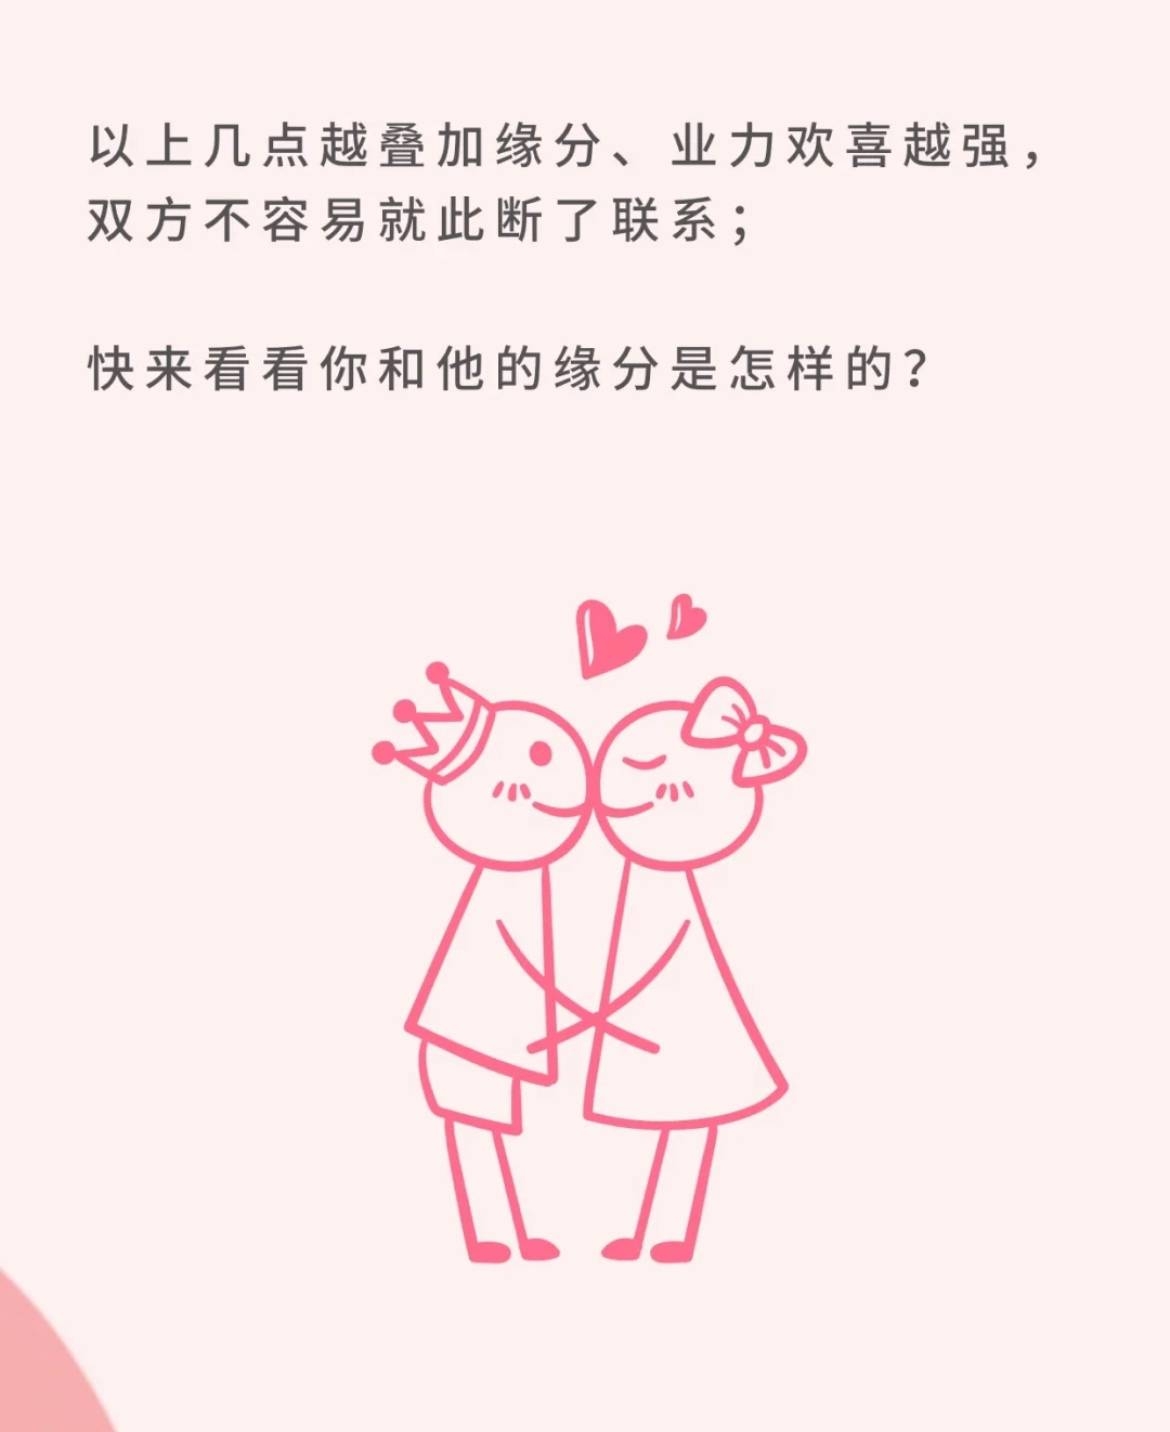 以上几点越叠加缘分、业力欢喜越强，
双方不容易就此断了联系；
快来看看你和他的缘分是怎样的？